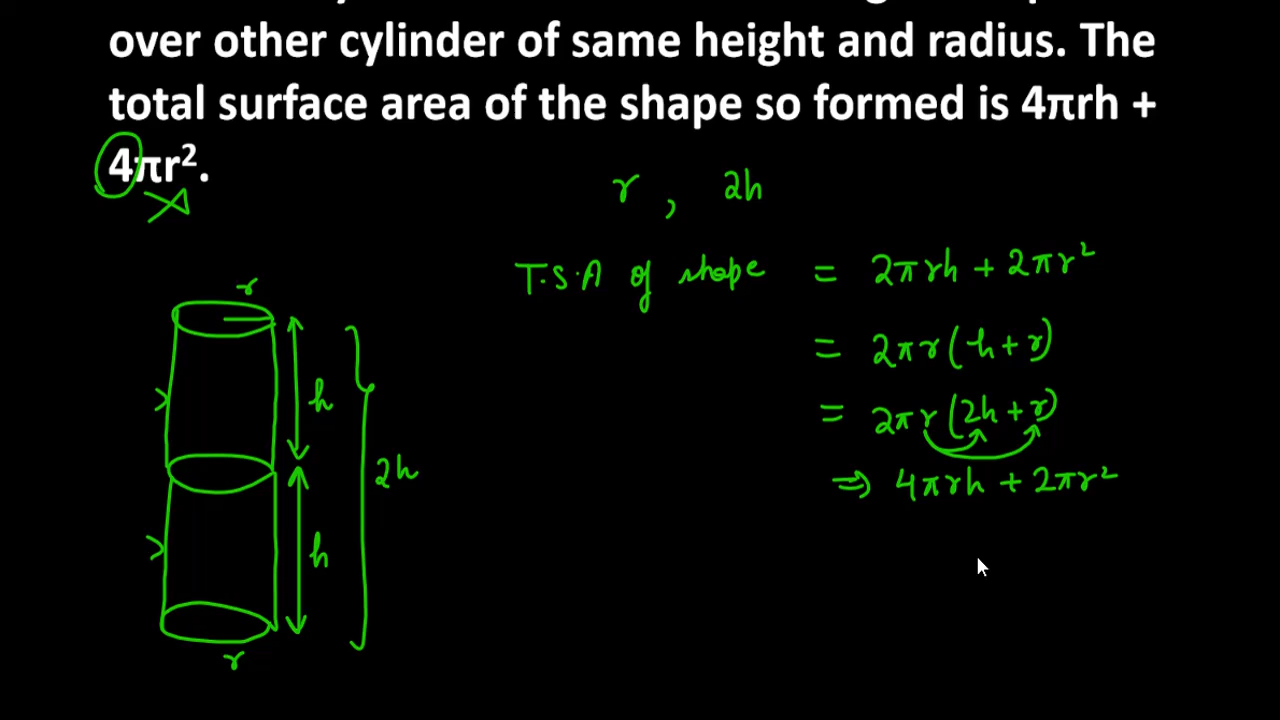 over other cylinder of same height and radius. The
total surface area of the shape so formed is 4πrh +
4πr².
r , 2h
T.S.A of shape = 2πrh + 2πr²
= 2πr(h+r)
= 2πr(2h+r)
⇒ 4πrh + 2πr²
r
h
2h
h
r